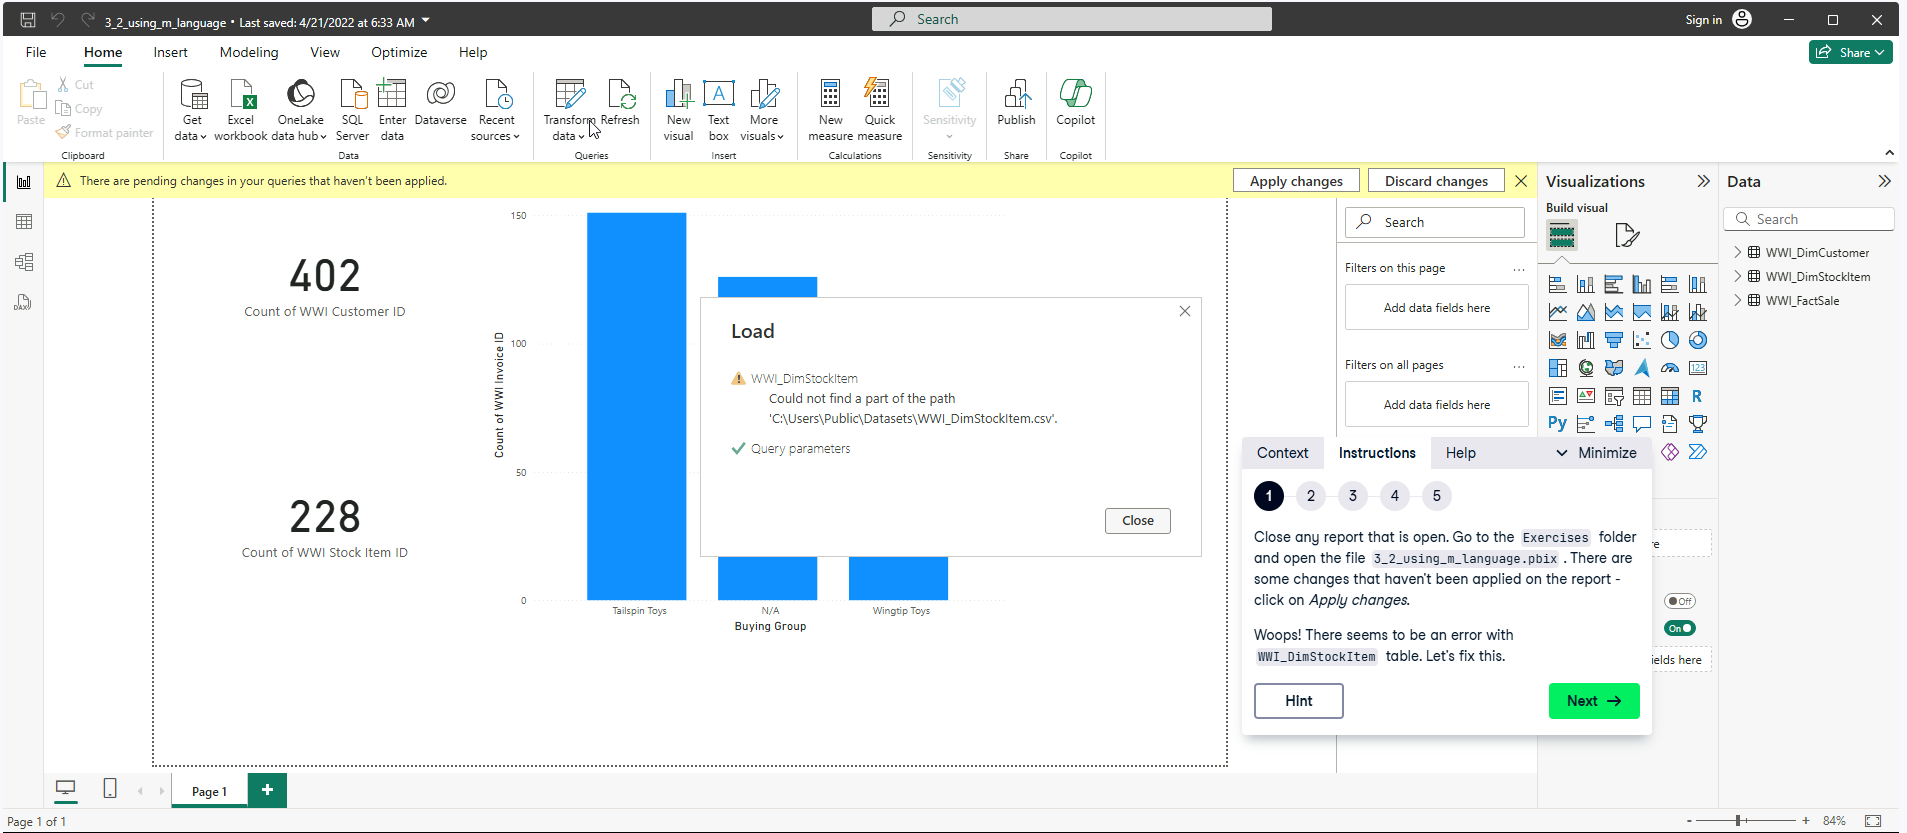 3_2_using_m_language • Last saved: 4/21/2022 at 6:33 AM
Search
Sign in
File
Home
Insert
Modeling
View
Optimize
Help
Share
Paste
Cut
Copy
Format painter
Clipboard
Get data
Excel workbook
OneLake data hub
SQL Server
Enter data
Dataverse
Recent sources
Data
Transform data
Refresh
Queries
New visual
Text box
More visuals
Insert
New measure
Quick measure
Calculations
Sensitivity
Sensitivity
Publish
Share
Copilot
Copilot
There are pending changes in your queries that haven't been applied.
Apply changes
Discard changes
402
Count of WWI Customer ID
228
Count of WWI Stock Item ID
Count of WWI Invoice ID
150
100
50
0
Tailspin Toys
N/A
Wingtip Toys
Buying Group
Load
WWI_DimStockItem
Could not find a part of the path
'C:\Users\Public\Datasets\WWI_DimStockItem.csv'.
Query parameters
Close
Search
Filters on this page
...
Add data fields here
Filters on all pages
...
Add data fields here
Visualizations
Build visual
123
R
Py
re
Off
On
ields here
Data
Search
WWI_DimCustomer
WWI_DimStockItem
WWI_FactSale
Context
Instructions
Help
Minimize
1
2
3
4
5
Close any report that is open. Go to the Exercises folder
and open the file 3_2_using_m_language.pbix . There are
some changes that haven't been applied on the report -
click on Apply changes.
Woops! There seems to be an error with
WWI_DimStockItem table. Let's fix this.
Hint
Next
DAX
Page 1
+
Page 1 of 1
-
+
84%